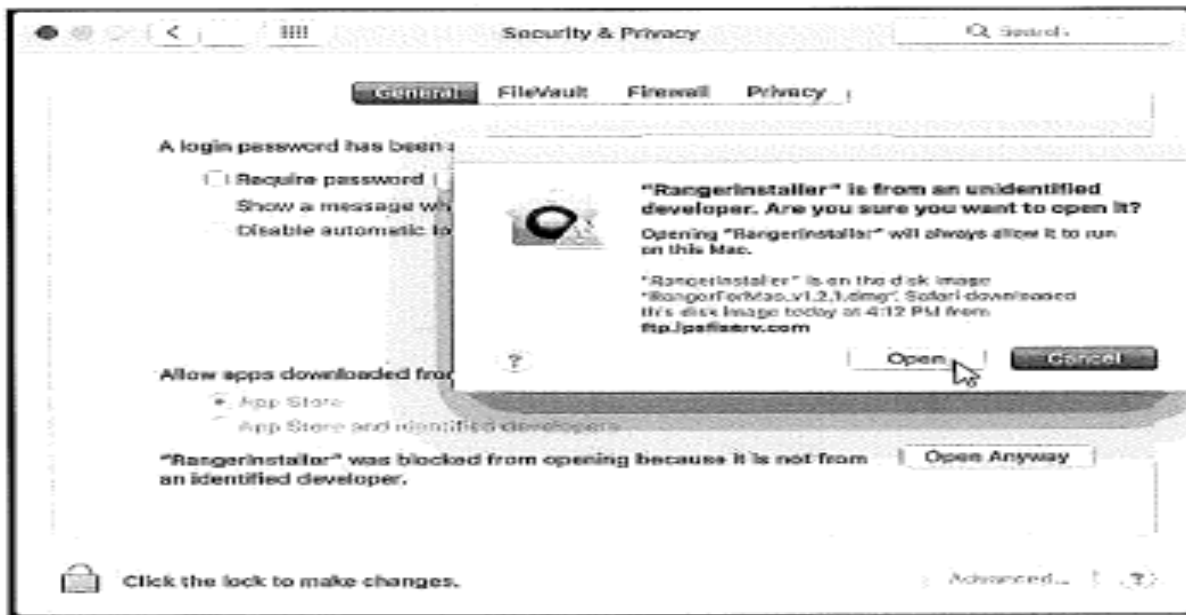 Security & Privacy
Search
General FileVault Firewall Privacy
A login password has been
Require password
Show a message wh
Disable automatic lo
"RangerInstaller" is from an unidentified
developer. Are you sure you want to open it?
Opening "RangerInstaller" will always allow it to run
on this Mac.
"RangerInstaller" is on the disk image
"RangerForMac_v1.2.1.dmg". Safari downloaded
this disk image today at 4:12 PM from
? Open Cancel
Allow apps downloaded from
App Store
App Store and identified developers
"RangerInstaller" was blocked from opening because it is not from
an identified developer.
Open Anyway
Click the lock to make changes.
Advanced... ?